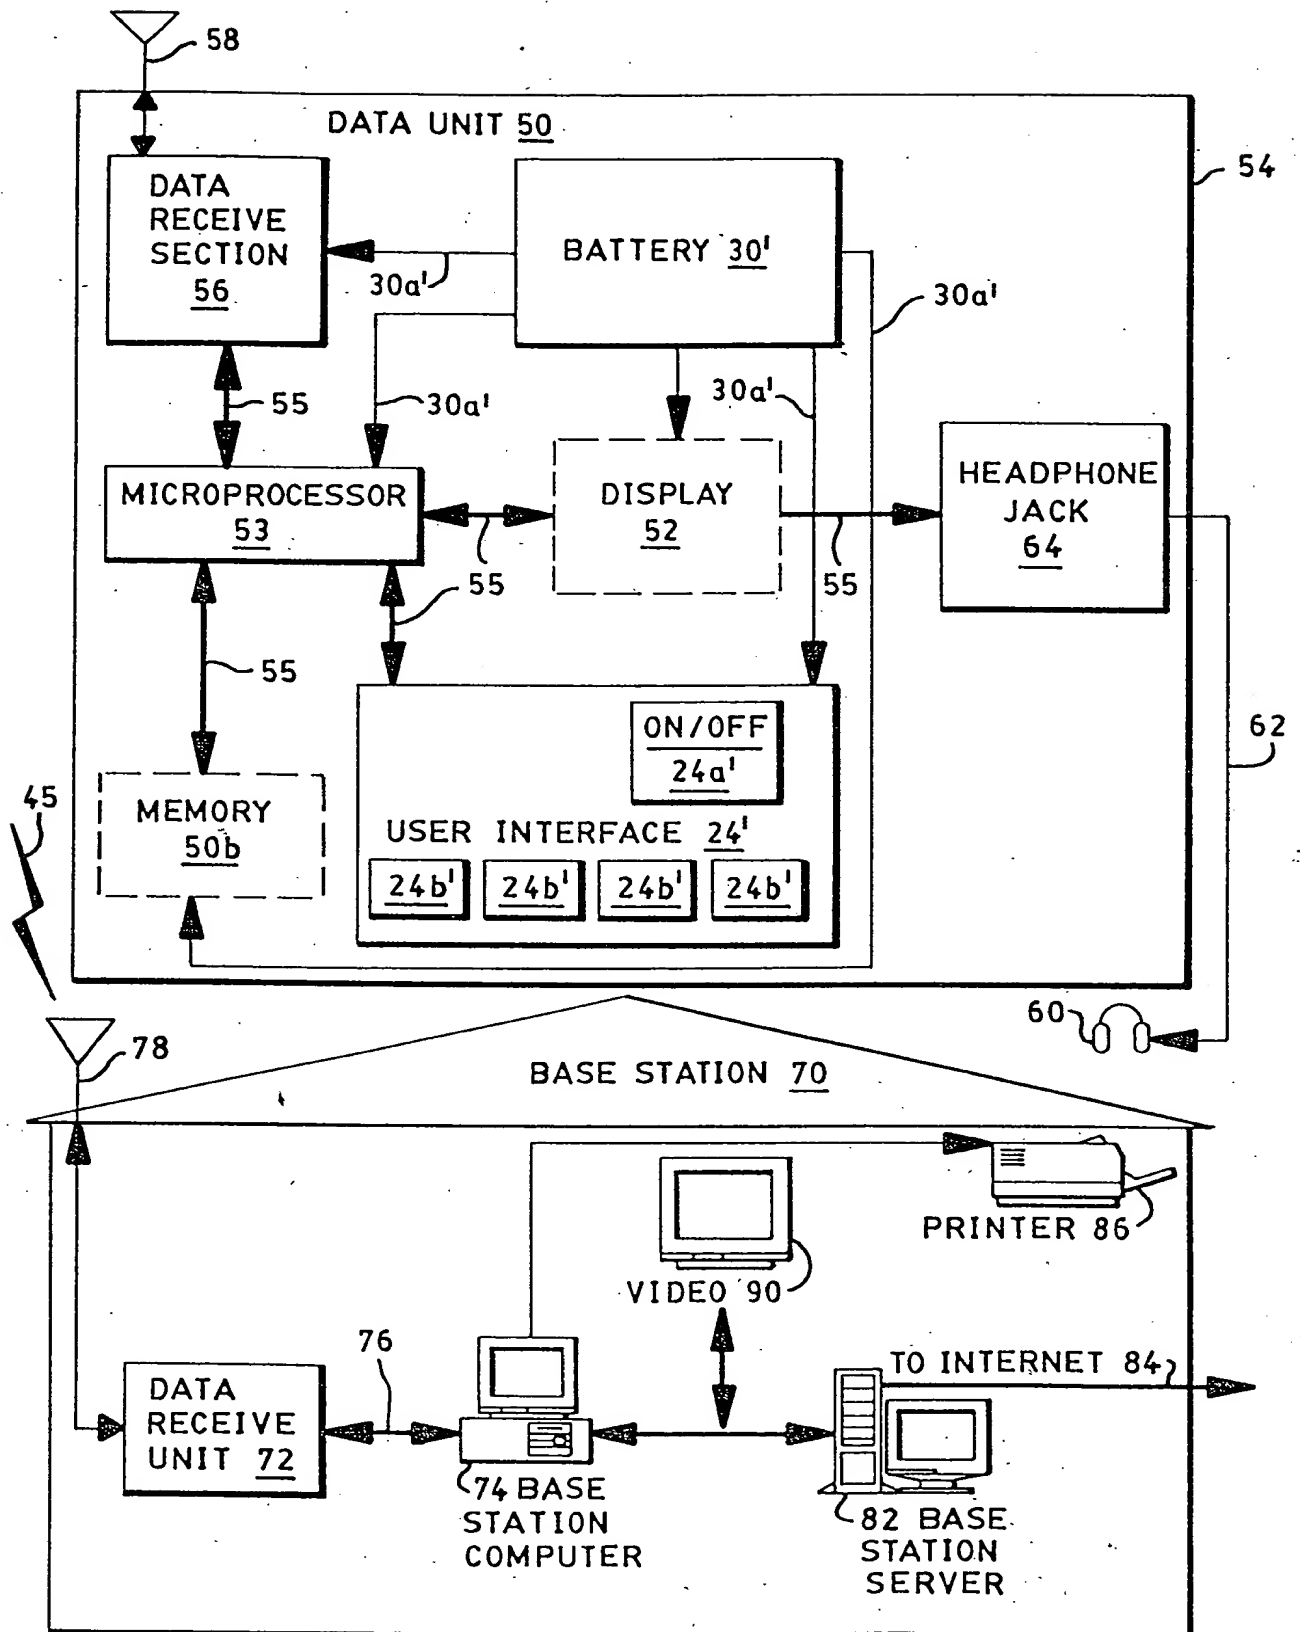 58
DATA UNIT 50
54
DATA
RECEIVE
SECTION
56
BATTERY 30'
30a'
30a'
30a'
30a'
55
HEADPHONE
JACK
64
MICROPROCESSOR
53
DISPLAY
52
55
55
55
55
62
ON/OFF
24a'
45
MEMORY
50b
USER INTERFACE 24'
24b' 24b' 24b' 24b'
60
78
BASE STATION 70
PRINTER 86
VIDEO 90
76
TO INTERNET 84
DATA
RECEIVE
UNIT 72
74 BASE
STATION
COMPUTER
82 BASE
STATION
SERVER